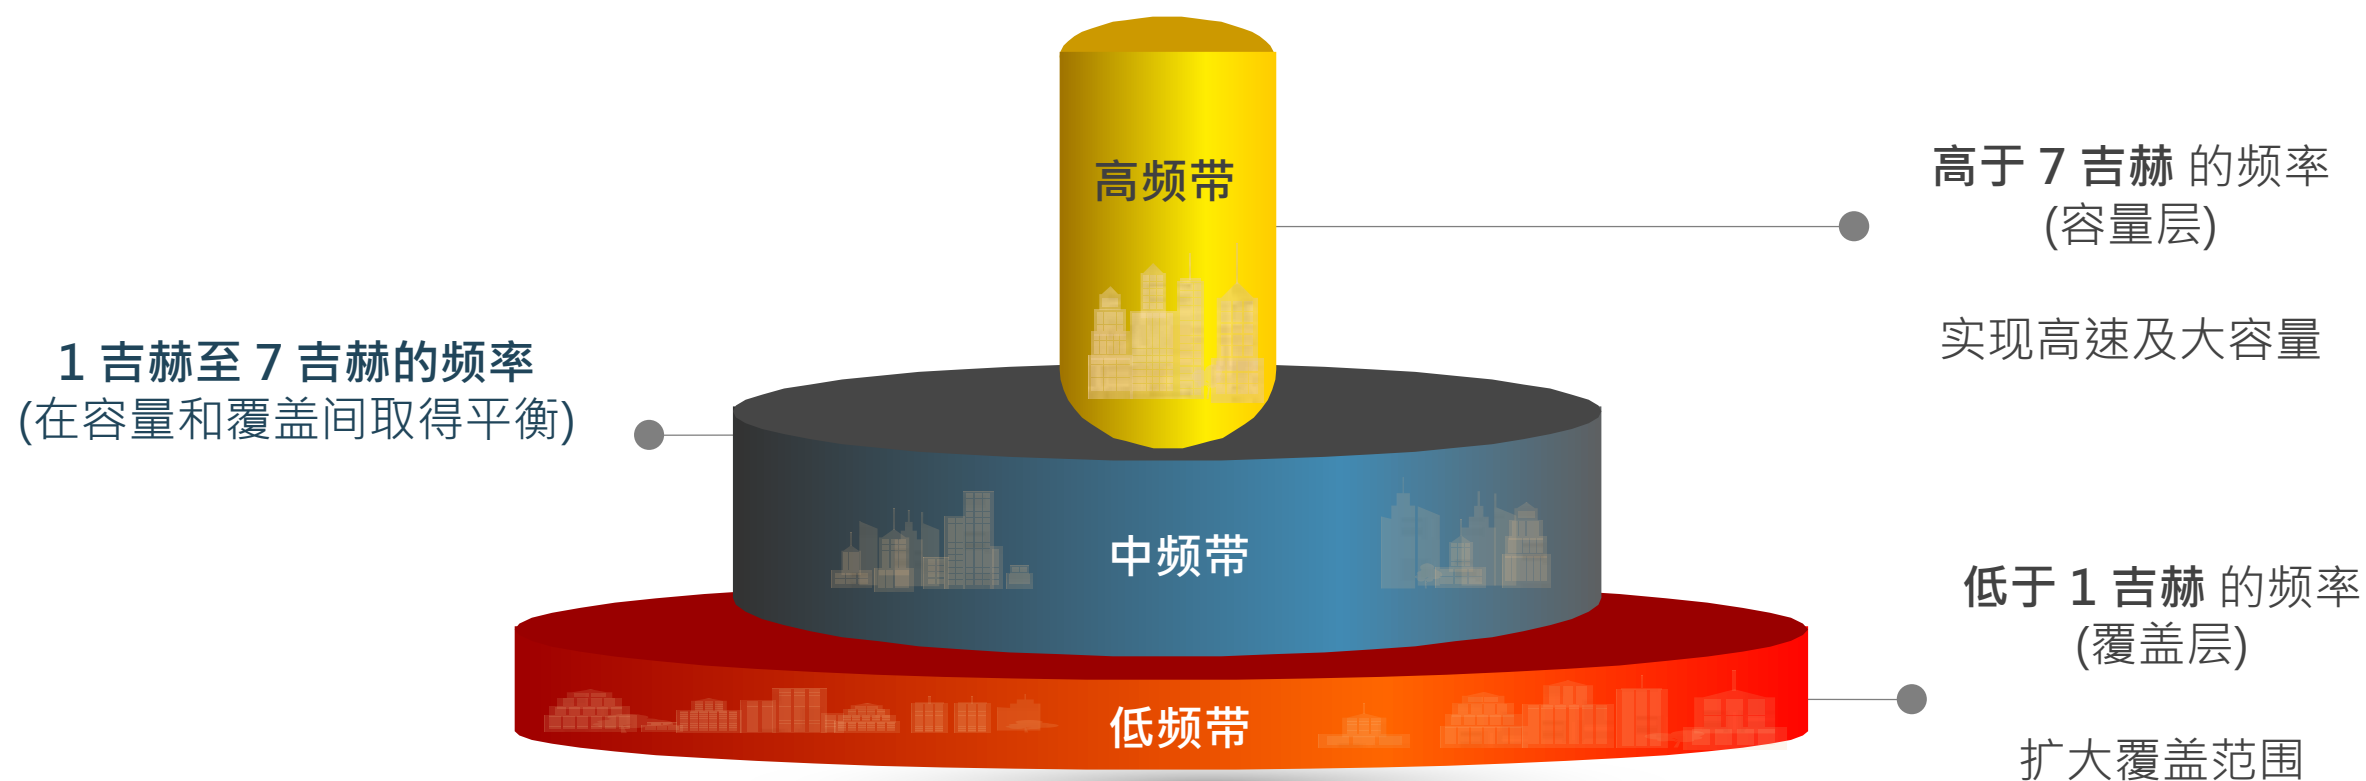 高频带
高于 7 吉赫 的频率
(容量层)
实现高速及大容量
1 吉赫至 7 吉赫的频率
(在容量和覆盖间取得平衡)
中频带
低于 1 吉赫 的频率
(覆盖层)
扩大覆盖范围
低频带